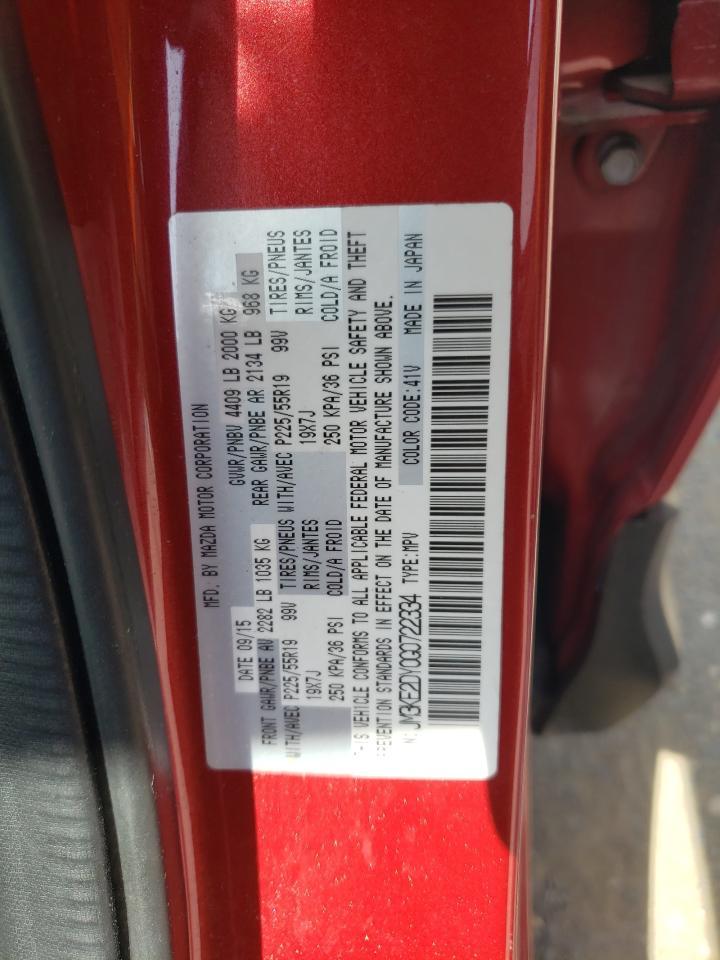 MFD. BY MAZDA MOTOR CORPORATION
DATE 09/15 GVWR/PNBV 4409 LB 2000 KG
FRONT GAWR/PNBE AV 2282 LB 1035 KG REAR GAWR/PNBE AR 2134 LB 968 KG
WITH/AVEC P225/55R19 99V TIRES/PNEUS WITH/AVEC P225/55R19 99V TIRES/PNEUS
19X7J RIMS/JANTES 19X7J RIMS/JANTES
250 KPA/36 PSI COLD/A FROID 250 KPA/36 PSI COLD/A FROID
VEHICLE CONFORMS TO ALL APPLICABLE FEDERAL MOTOR VEHICLE SAFETY AND THEFT
STANDARDS IN EFFECT ON THE DATE OF MANUFACTURE SHOWN ABOVE.
JM3KE2DY0G0722334 TYPE:MPV COLOR CODE:41V MADE IN JAPAN